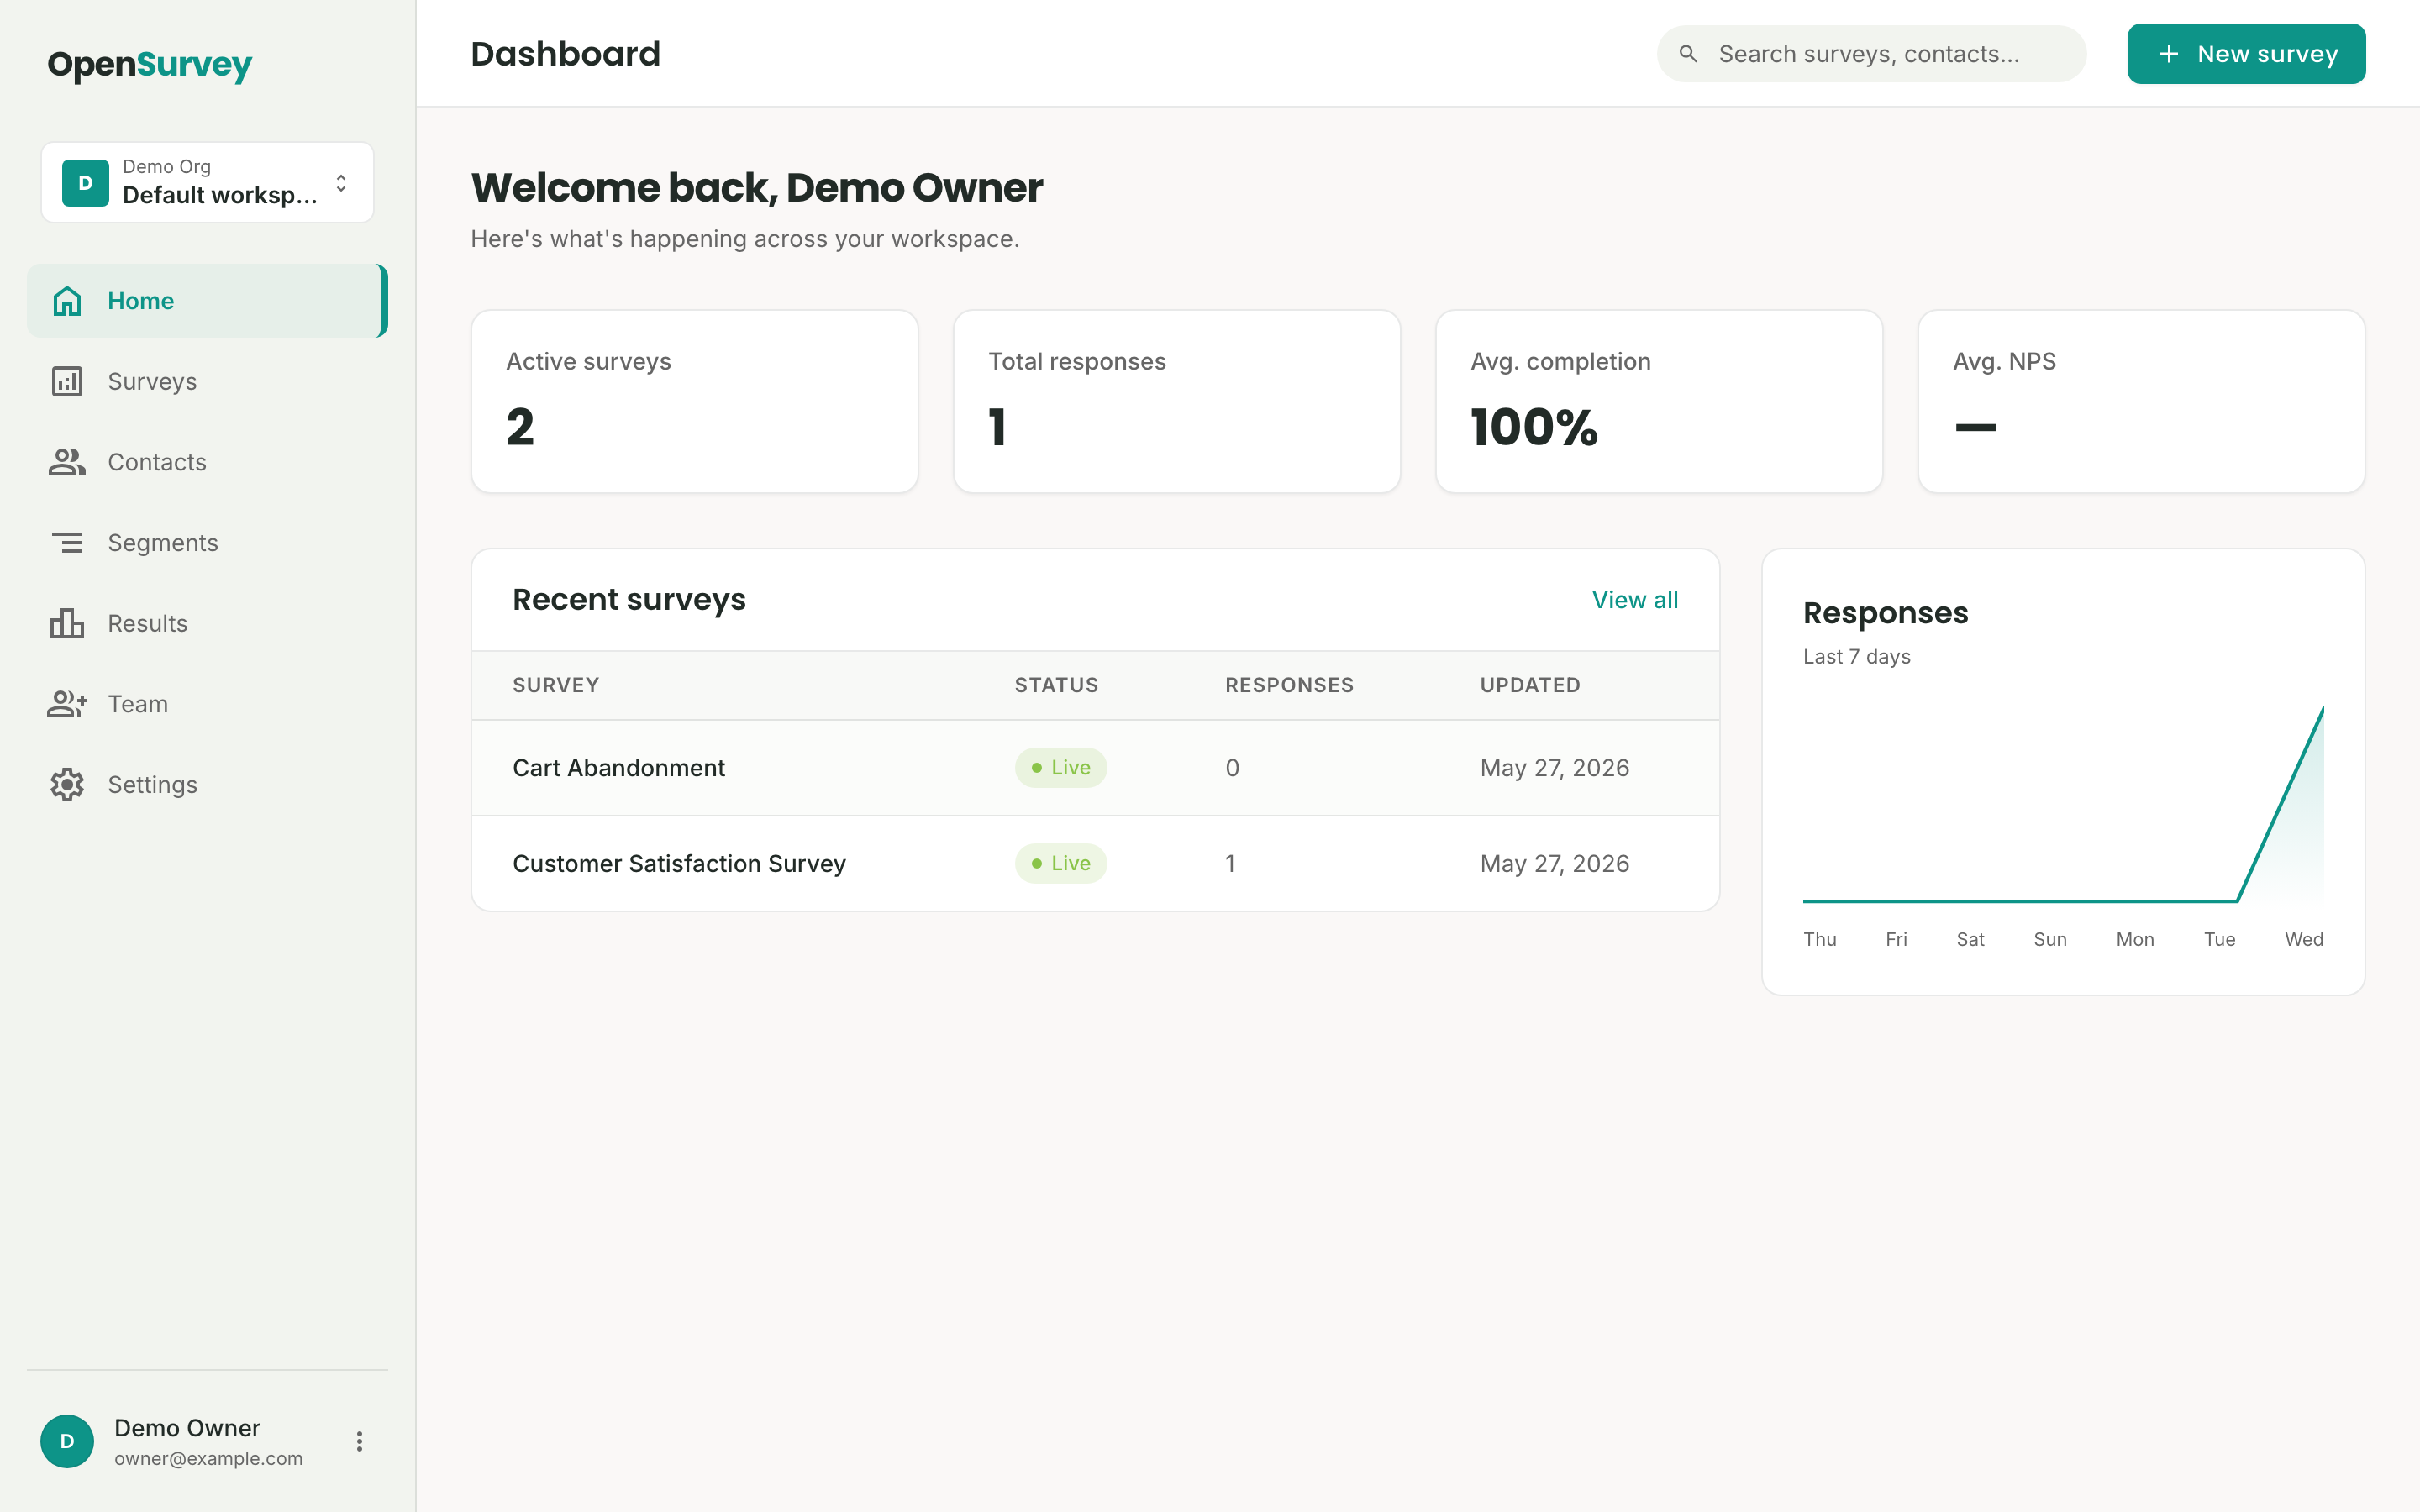 OpenSurvey
D
Demo Org
Default worksp...
Home
Surveys
Contacts
Segments
Results
Team
Settings
D
Demo Owner
owner@example.com
Dashboard
Search surveys, contacts...
+ New survey
Welcome back, Demo Owner
Here's what's happening across your workspace.
Active surveys
2
Total responses
1
Avg. completion
100%
Avg. NPS
—
Recent surveys
View all
SURVEY STATUS RESPONSES UPDATED
Cart Abandonment Live 0 May 27, 2026
Customer Satisfaction Survey Live 1 May 27, 2026
Responses
Last 7 days
Thu Fri Sat Sun Mon Tue Wed